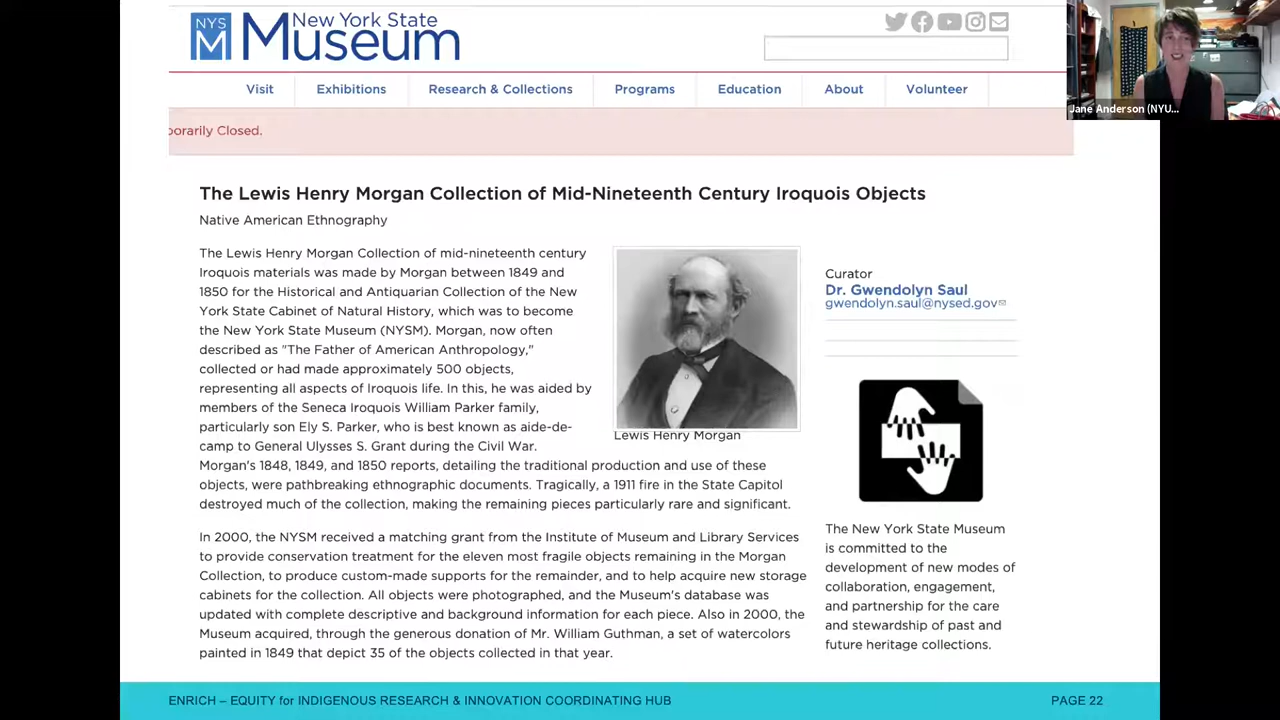 NYS
M
New York State
Museum
Jane Anderson (NYU...
Visit
Exhibitions
Research & Collections
Programs
Education
About
Volunteer
porarily Closed.
The Lewis Henry Morgan Collection of Mid-Nineteenth Century Iroquois Objects
Native American Ethnography
The Lewis Henry Morgan Collection of mid-nineteenth century
Iroquois materials was made by Morgan between 1849 and
1850 for the Historical and Antiquarian Collection of the New
York State Cabinet of Natural History, which was to become
the New York State Museum (NYSM). Morgan, now often
described as "The Father of American Anthropology,"
collected or had made approximately 500 objects,
representing all aspects of Iroquois life. In this, he was aided by
members of the Seneca Iroquois William Parker family,
particularly son Ely S. Parker, who is best known as aide-de-
camp to General Ulysses S. Grant during the Civil War.
Morgan's 1848, 1849, and 1850 reports, detailing the traditional production and use of these
objects, were pathbreaking ethnographic documents. Tragically, a 1911 fire in the State Capitol
destroyed much of the collection, making the remaining pieces particularly rare and significant.
In 2000, the NYSM received a matching grant from the Institute of Museum and Library Services
to provide conservation treatment for the eleven most fragile objects remaining in the Morgan
Collection, to produce custom-made supports for the remainder, and to help acquire new storage
cabinets for the collection. All objects were photographed, and the Museum's database was
updated with complete descriptive and background information for each piece. Also in 2000, the
Museum acquired, through the generous donation of Mr. William Guthman, a set of watercolors
painted in 1849 that depict 35 of the objects collected in that year.
Lewis Henry Morgan
Curator
Dr. Gwendolyn Saul
gwendolyn.saul@nysed.gov
The New York State Museum
is committed to the
development of new modes of
collaboration, engagement,
and partnership for the care
and stewardship of past and
future heritage collections.
ENRICH – EQUITY for INDIGENOUS RESEARCH & INNOVATION COORDINATING HUB
PAGE 22